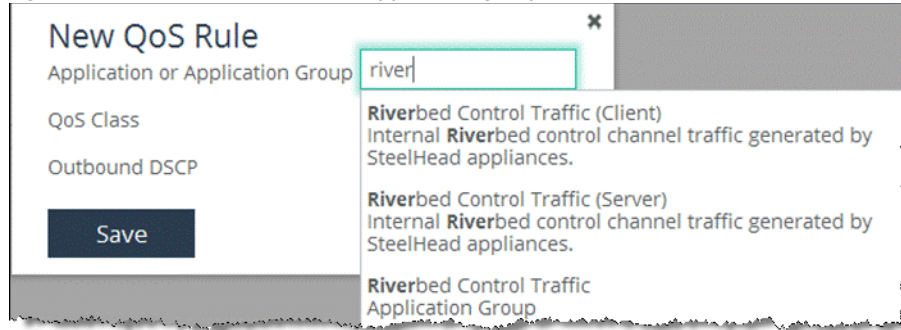 New QoS Rule
Application or Application Group
river
QoS Class
Outbound DSCP
Save
Riverbed Control Traffic (Client)
Internal Riverbed control channel traffic generated by
SteelHead appliances.
Riverbed Control Traffic (Server)
Internal Riverbed control channel traffic generated by
SteelHead appliances.
Riverbed Control Traffic
Application Group